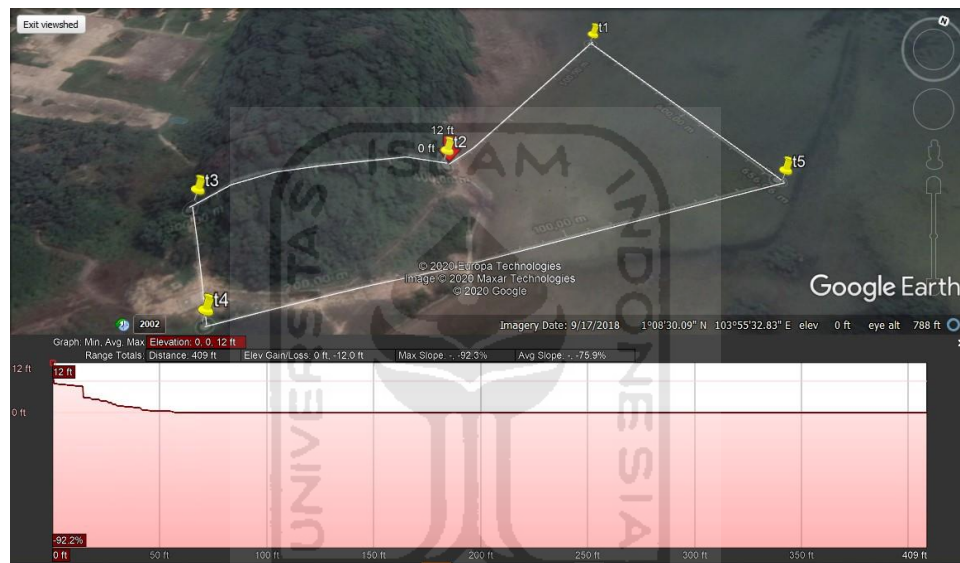 Exit viewshed
t1
12 ft
0 ft
t2
t5
t3
t4
100.00 m
© 2020 Europa Technologies
Image © 2020 Maxar Technologies
© 2020 Google
Google Earth
2002
Imagery Date: 9/17/2018 1°08'30.09" N 103°55'32.83" E elev 0 ft eye alt 788 ft
Graph: Min, Avg, Max Elevation: 0, 0, 12 ft
Range Totals: Distance: 409 ft Elev Gain/Loss: 0 ft, -12.0 ft Max Slope: -, -92.3% Avg Slope: -, -75.9%
12 ft
12 ft
0 ft
-92.2%
0 ft 50 ft 100 ft 150 ft 200 ft 250 ft 300 ft 350 ft 409 ft
UNIVERSITAS ISLAM INDONESIA